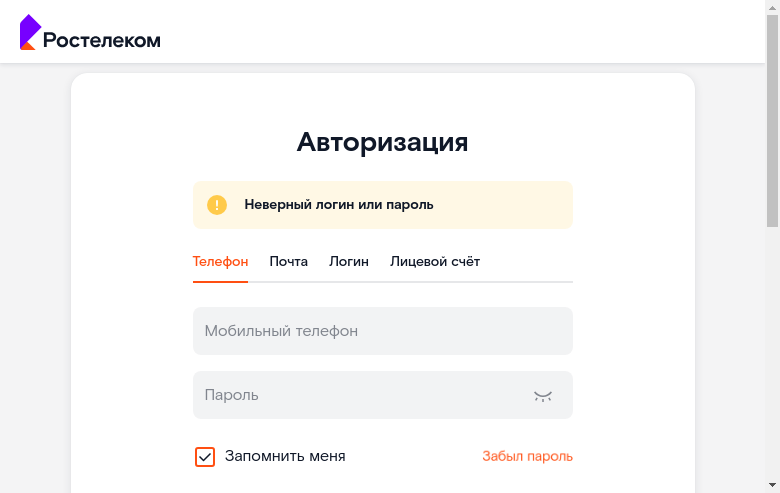 Ростелеком
Авторизация
Неверный логин или пароль
Телефон Почта Логин Лицевой счёт
Мобильный телефон
Пароль
Запомнить меня Забыл пароль